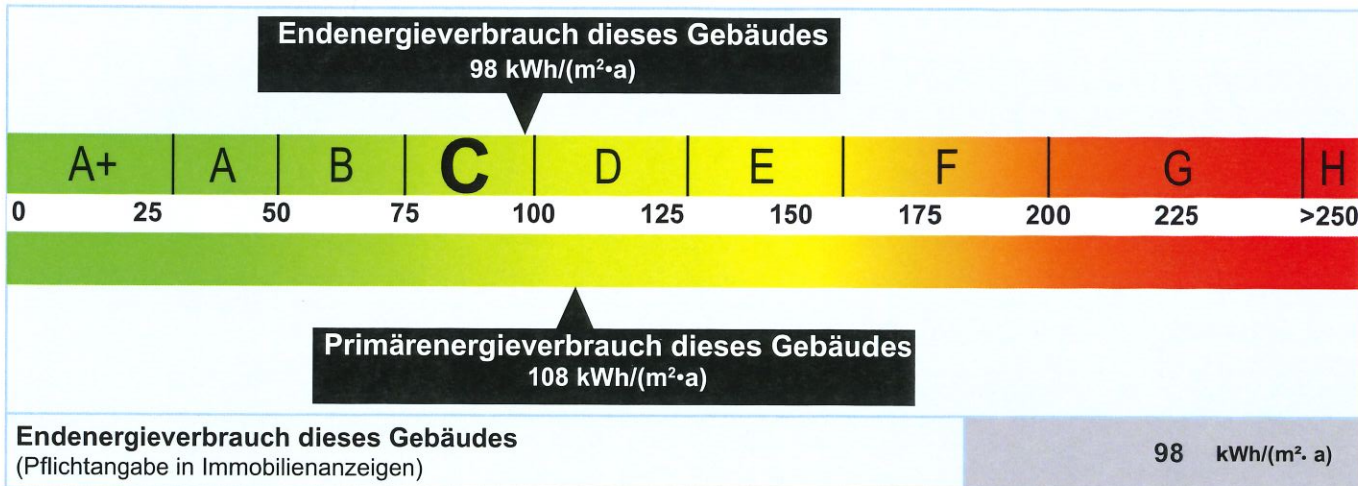 Endenergieverbrauch dieses Gebäudes
98 kWh/(m²•a)
A+ A B C D E F G H
0 25 50 75 100 125 150 175 200 225 >250
Primärenergieverbrauch dieses Gebäudes
108 kWh/(m²•a)
Endenergieverbrauch dieses Gebäudes
(Pflichtangabe in Immobilienanzeigen)
98 kWh/(m²• a)